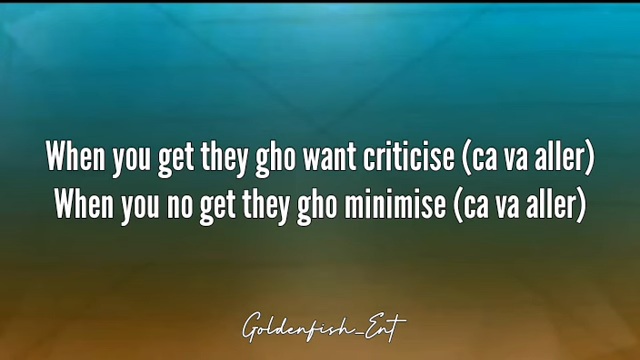 When you get they gho want criticise (ca va aller)
When you no get they gho minimise (ca va aller)
Goldenfish_Ent